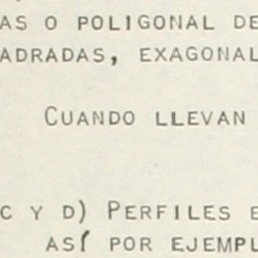 AS O POLIGONAL DE
ADRADAS, EXAGONAL
CUANDO LLEVAN
C Y D) PERFILES E
ASÍ POR EJEMPL